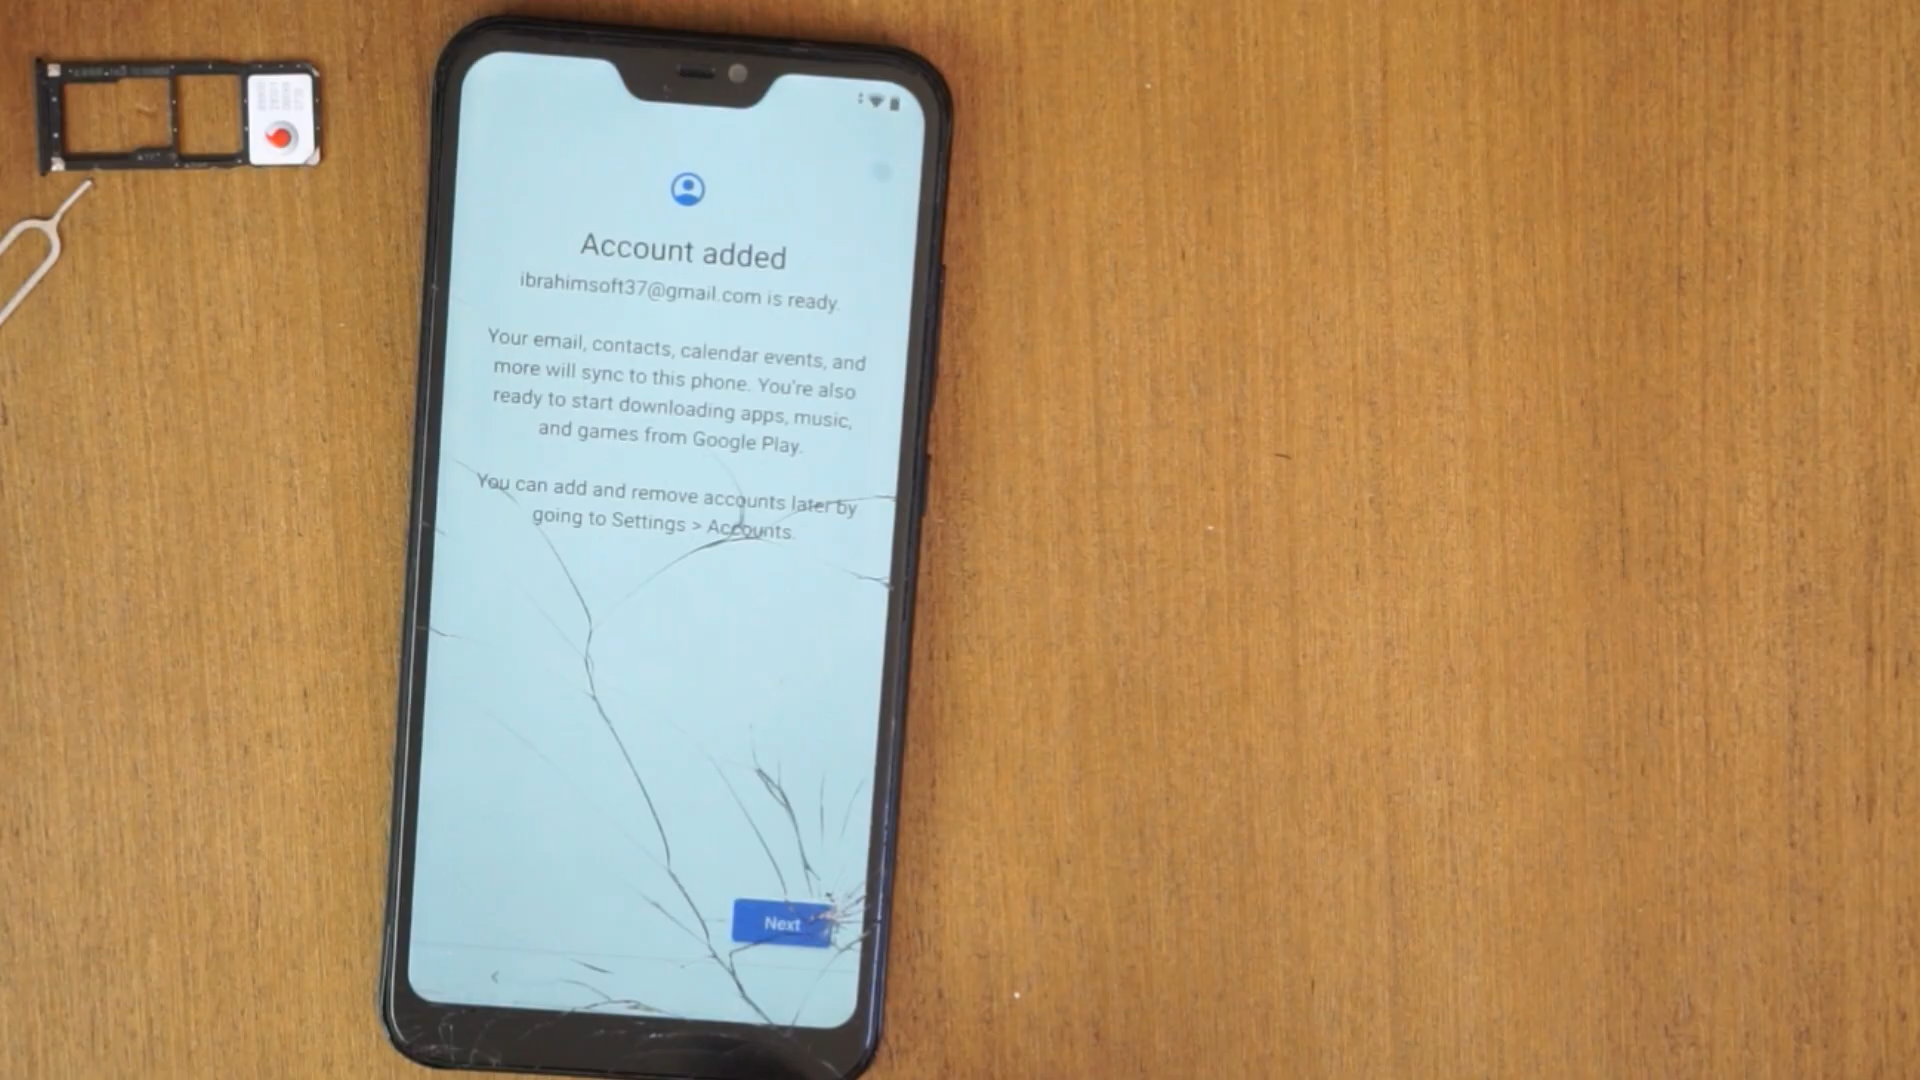 Account added
ibrahimsoft37@gmail.com is ready.
Your email, contacts, calendar events, and
more will sync to this phone. You're also
ready to start downloading apps, music,
and games from Google Play.
You can add and remove accounts later by
going to Settings > Accounts.
Next